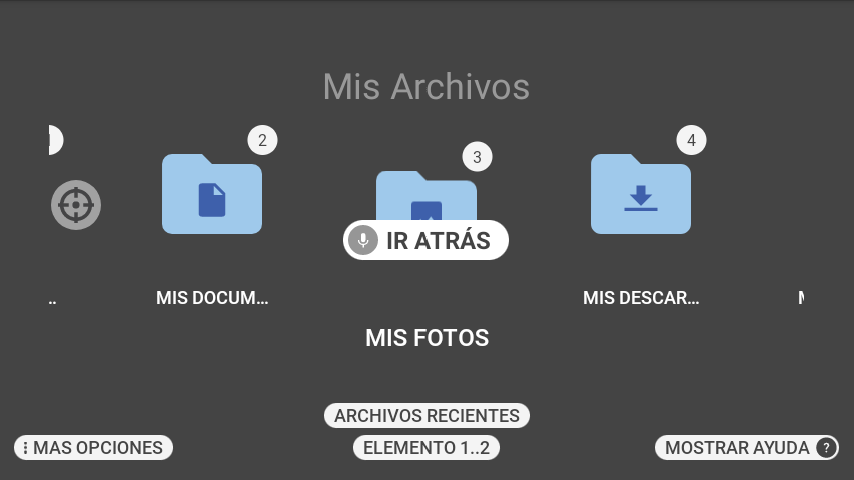 Mis Archivos
2
3
4
IR ATRÁS
MIS DOCUM...
MIS DESCAR...
MIS FOTOS
ARCHIVOS RECIENTES
MAS OPCIONES
ELEMENTO 1..2
MOSTRAR AYUDA ?